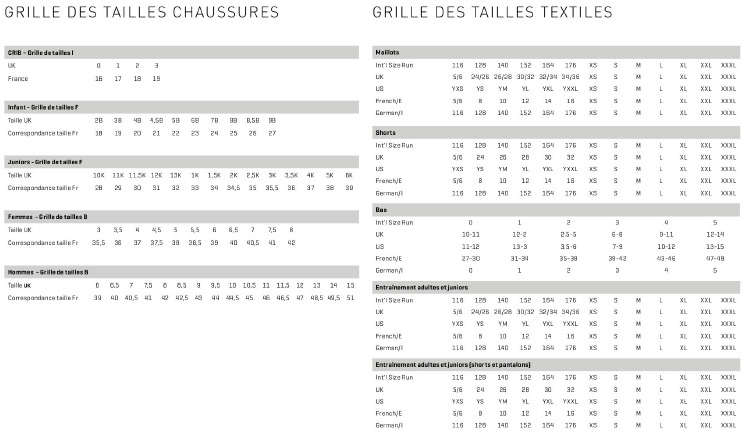 GRILLE DES TAILLES CHAUSSURES
CRIB - Grille de tailles I
UK 0 1 2 3
France 16 17 18 19
Infant - Grille de tailles F
Taille UK 2B 3B 4B 4,5B 5B 6B 7B 8B 8,5B 9B
Correspondance taille Fr 18 19 20 21 22 23 24 25 26 27
Juniors - Grille de tailles F
Taille UK 10K 11K 11,5K 12K 13K 1K 1,5K 2K 2,5K 3K 3,5K 4K 5K 6K
Correspondance taille Fr 28 29 30 31 32 33 34 34,5 35 35,5 36 37 38 39
Femmes - Grille de tailles B
Taille UK 3 3,5 4 4,5 5 5,5 6 6,5 7 7,5 8
Correspondance taille Fr 35,5 36 37 37,5 38 38,5 39 40 40,5 41 42
Hommes - Grille de tailles B
Taille UK 6 6,5 7 7,5 8 8,5 9 9,5 10 10,5 11 11,5 12 13 14 15
Correspondance taille Fr 39 40 40,5 41 42 42,5 43 44 44,5 45 46 46,5 47 48,5 49,5 51
GRILLE DES TAILLES TEXTILES
Maillots
Int'l Size Run 116 128 140 152 164 176 XS S M L XL XXL XXXL
UK 5/6 24/26 26/28 30/32 32/34 34/36 XS S M L XL XXL XXXL
US YXS YS YM YL YXL YXXL XS S M L XL XXL XXXL
French/E 5/6 8 10 12 14 16 XS S M L XL XXL XXXL
German/I 116 128 140 152 164 176 XS S M L XL XXL XXXL
Shorts
Int'l Size Run 116 128 140 152 164 176 XS S M L XL XXL XXXL
UK 5/6 24 26 28 30 32 XS S M L XL XXL XXXL
US YXS YS YM YL YXL YXXL XS S M L XL XXL XXXL
French/E 5/6 8 10 12 14 16 XS S M L XL XXL XXXL
German/I 116 128 140 152 164 176 XS S M L XL XXL XXXL
Bas
Int'l Size Run 0 1 2 3 4 5
UK 10-11 12-2 2.5-5 6-8 9-11 12-14
US 11-12 13-3 3.5-6 7-9 10-12 13-15
French/E 27-30 31-34 35-38 39-42 43-46 47-49
German/I 0 1 2 3 4 5
Entraînement adultes et juniors
Int'l Size Run 116 128 140 152 164 176 XS S M L XL XXL XXXL
UK 5/6 24/26 26/28 30/32 32/34 34/36 XS S M L XL XXL XXXL
US YXS YS YM YL YXL YXXL XS S M L XL XXL XXXL
French/E 5/6 8 10 12 14 16 XS S M L XL XXL XXXL
German/I 116 128 140 152 164 176 XS S M L XL XXL XXXL
Entraînement adultes et juniors (shorts et pantalons)
Int'l Size Run 116 128 140 152 164 176 XS S M L XL XXL XXXL
UK 5/6 24 26 28 30 32 XS S M L XL XXL XXXL
US YXS YS YM YL YXL YXXL XS S M L XL XXL XXXL
French/E 5/6 8 10 12 14 16 XS S M L XL XXL XXXL
German/I 116 128 140 152 164 176 XS S M L XL XXL XXXL